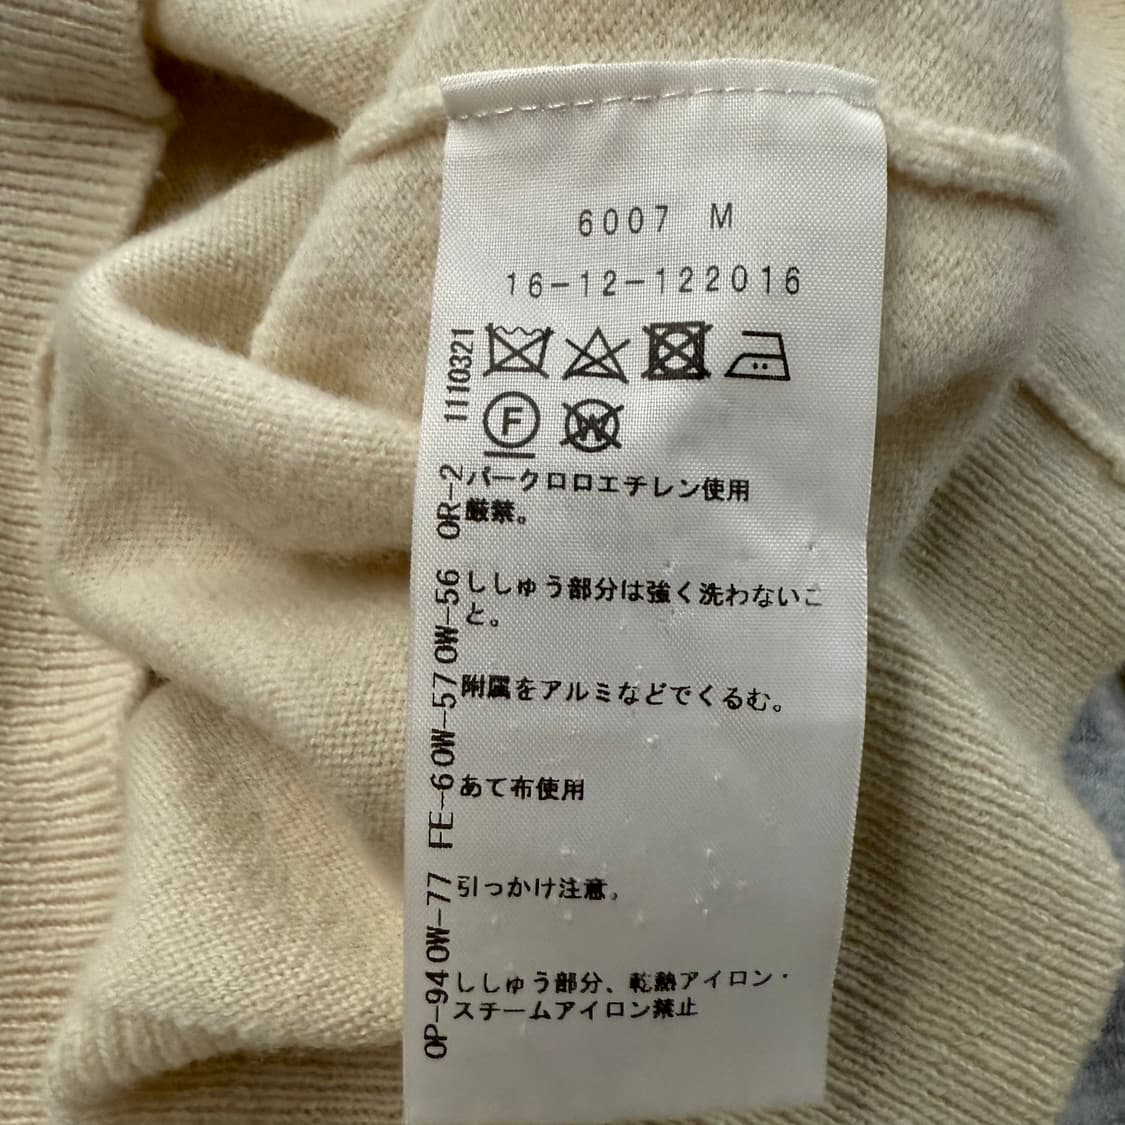 6007 M
16-12-122016
F
W
パークロロエチレン使用
厳禁。
ししゅう部分は強く洗わないこ
と。
附属をアルミなどでくるむ。
あて布使用
引っかけ注意。
ししゅう部分、乾熱アイロン・
スチームアイロン禁止
OP-94 OW-77 FE-6 OW-57 OW-56 OR-2 1110321